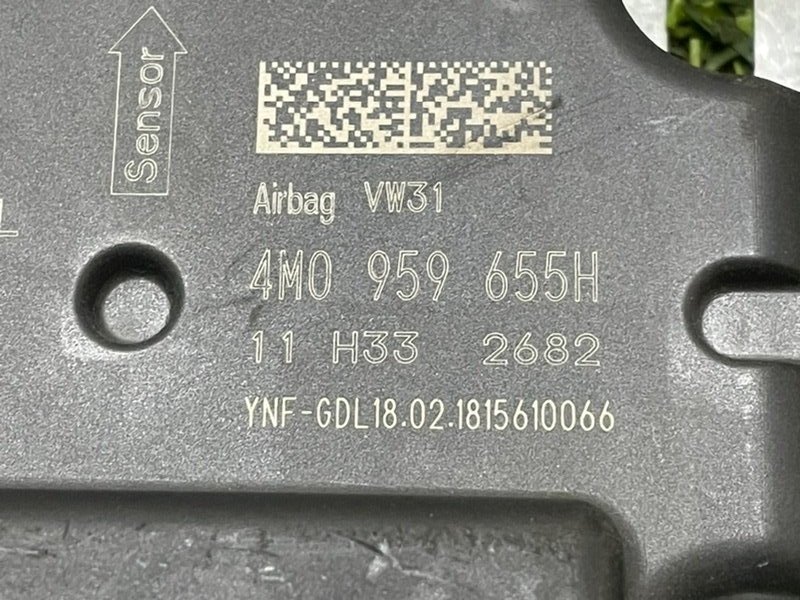 Sensor
Airbag VW31
4M0 959 655H
11 H33 2682
YNF-GDL18.02.1815610066